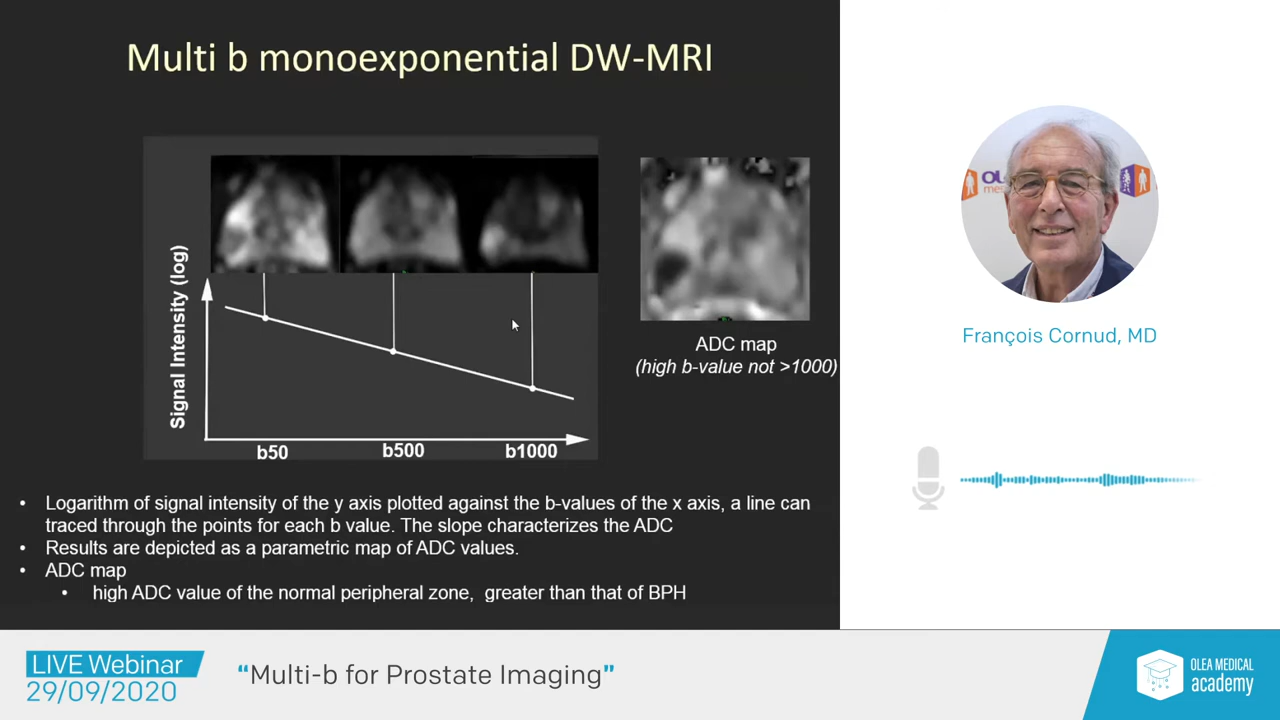 Multi b monoexponential DW-MRI
Signal Intensity (log)
b50
b500
b1000
ADC map
(high b-value not >1000)
• Logarithm of signal intensity of the y axis plotted against the b-values of the x axis, a line can
traced through the points for each b value. The slope characterizes the ADC
• Results are depicted as a parametric map of ADC values.
• ADC map
• high ADC value of the normal peripheral zone, greater than that of BPH
François Cornud, MD
LIVE Webinar
29/09/2020
“Multi-b for Prostate Imaging”
OLEA MEDICAL
academy